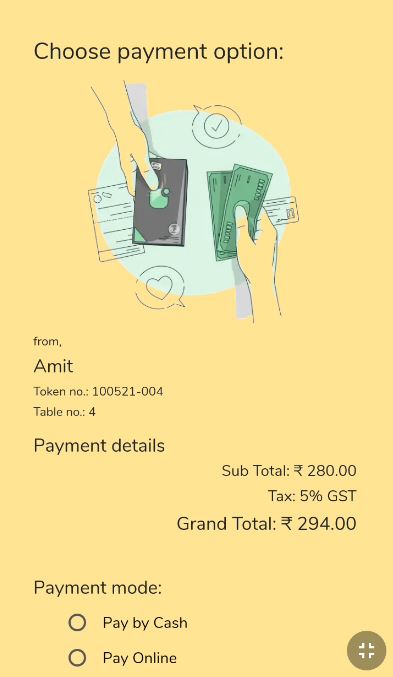 Choose payment option:
from,
Amit
Token no.: 100521-004
Table no.: 4
Payment details
Sub Total: ₹ 280.00
Tax: 5% GST
Grand Total: ₹ 294.00
Payment mode:
Pay by Cash
Pay Online